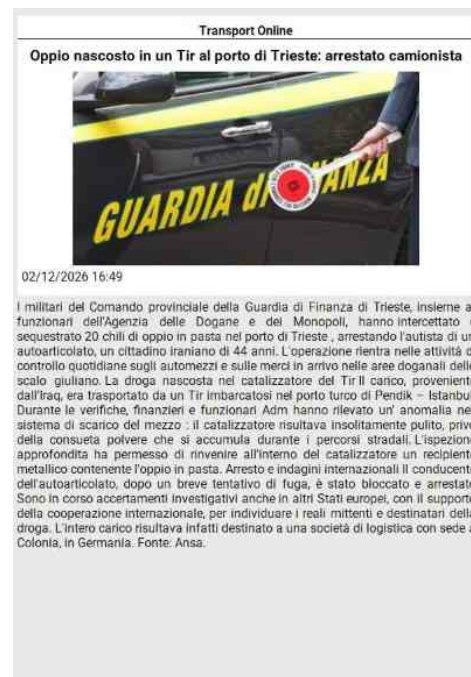 Transport Online
Oppio nascosto in un Tir al porto di Trieste: arrestato camionista
GUARDIA di FINANZA
02/12/2026 16:49
I militari del Comando provinciale della Guardia di Finanza di Trieste, insieme a
funzionari dell'Agenzia delle Dogane e dei Monopoli, hanno intercettato
sequestrato 20 chili di oppio in pasta nel porto di Trieste , arrestando l'autista di un
autoarticolato, un cittadino iraniano di 44 anni. L'operazione rientra nelle attività d
controllo quotidiane sugli automezzi e sulle merci in arrivo nelle aree doganali dello
scalo giuliano. La droga nascosta nel catalizzatore del Tir Il carico, provenient
dall'Iraq, era trasportato da un Tir imbarcatosi nel porto turco di Pendik – Istanbul
Durante le verifiche, finanzieri e funzionari Adm hanno rilevato un' anomalia nel
sistema di scarico del mezzo : il catalizzatore risultava insolitamente pulito, prive
della consueta polvere che si accumula durante i percorsi stradali. L'ispezione
approfondita ha permesso di rinvenire all'interno del catalizzatore un recipient
metallico contenente l'oppio in pasta. Arresto e indagini internazionali Il conducent
dell'autoarticolato, dopo un breve tentativo di fuga, è stato bloccato e arrestat
Sono in corso accertamenti investigativi anche in altri Stati europei, con il support
della cooperazione internazionale, per individuare i reali mittenti e destinatari della
droga. L'intero carico risultava infatti destinato a una società di logistica con sede
Colonia, in Germania. Fonte: Ansa.